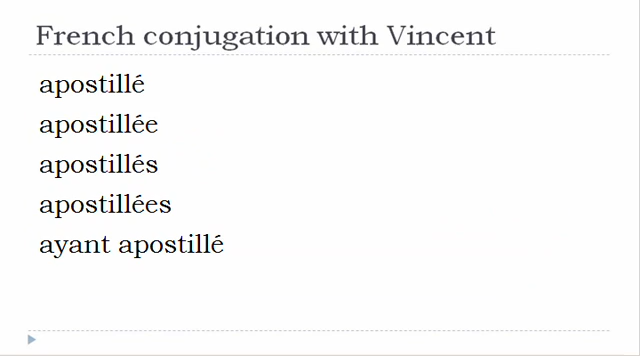 French conjugation with Vincent
apostillé
apostillée
apostillés
apostillées
ayant apostillé